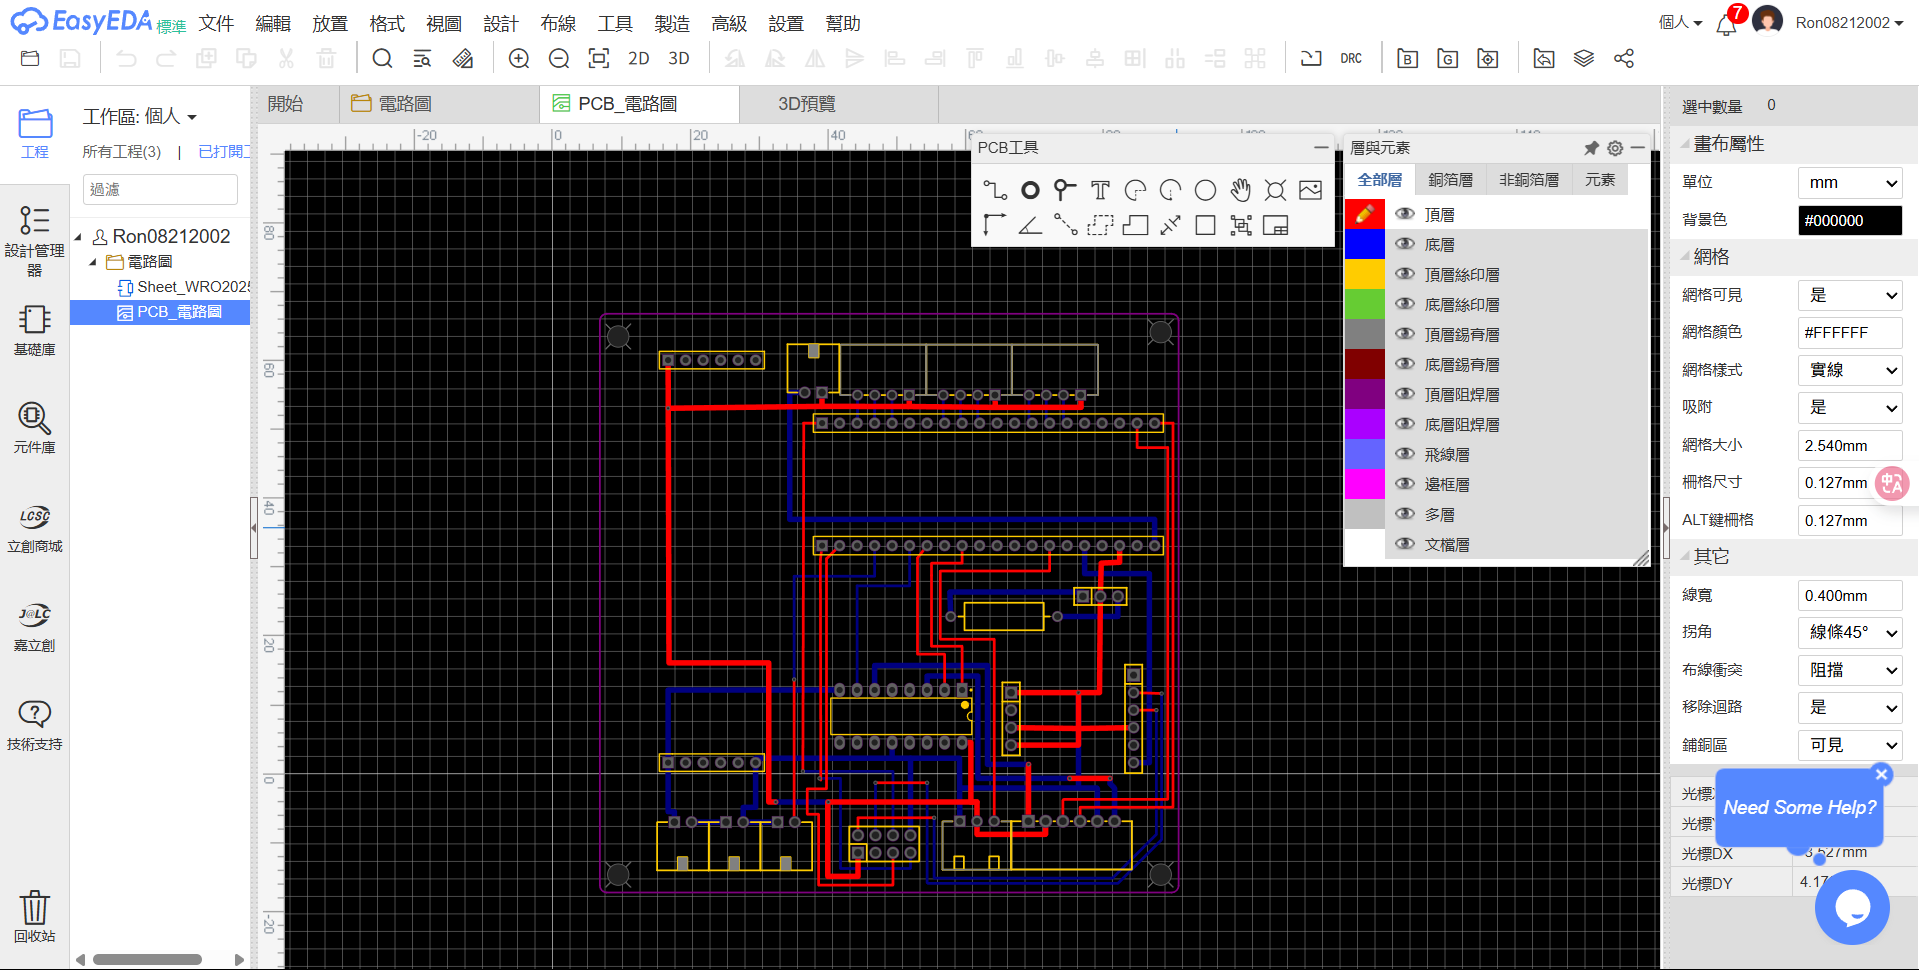 EasyEDA 標準
文件 編輯 放置 格式 視圖 設計 布線 工具 製造 高級 設置 幫助
個人 7 Ron08212002
2D 3D DRC B G
工程
設計管理器
基礎庫
元件庫
LCSC
立創商城
J@LC
嘉立創
技術支持
回收站
工作區: 個人
所有工程(3) | 已打開工
過濾
Ron08212002
電路圖
Sheet_WRO2025
PCB_電路圖
開始 電路圖 PCB_電路圖 3D預覽
-20 0 20 40
80
60
40
20
0
-20
PCB工具
層與元素
全部層 銅箔層 非銅箔層 元素
頂層
底層
頂層絲印層
底層絲印層
頂層錫膏層
底層錫膏層
頂層阻焊層
底層阻焊層
飛線層
邊框層
多層
文檔層
選中數量 0
畫布屬性
單位 mm
背景色 #000000
網格
網格可見 是
網格顏色 #FFFFFF
網格樣式 實線
吸附 是
網格大小 2.540mm
柵格尺寸 0.127mm
ALT鍵柵格 0.127mm
其它
線寬 0.400mm
拐角 線條45°
布線衝突 阻擋
移除迴路 是
鋪銅區 可見
光標
光標
光標DX
光標DY
Need Some Help?